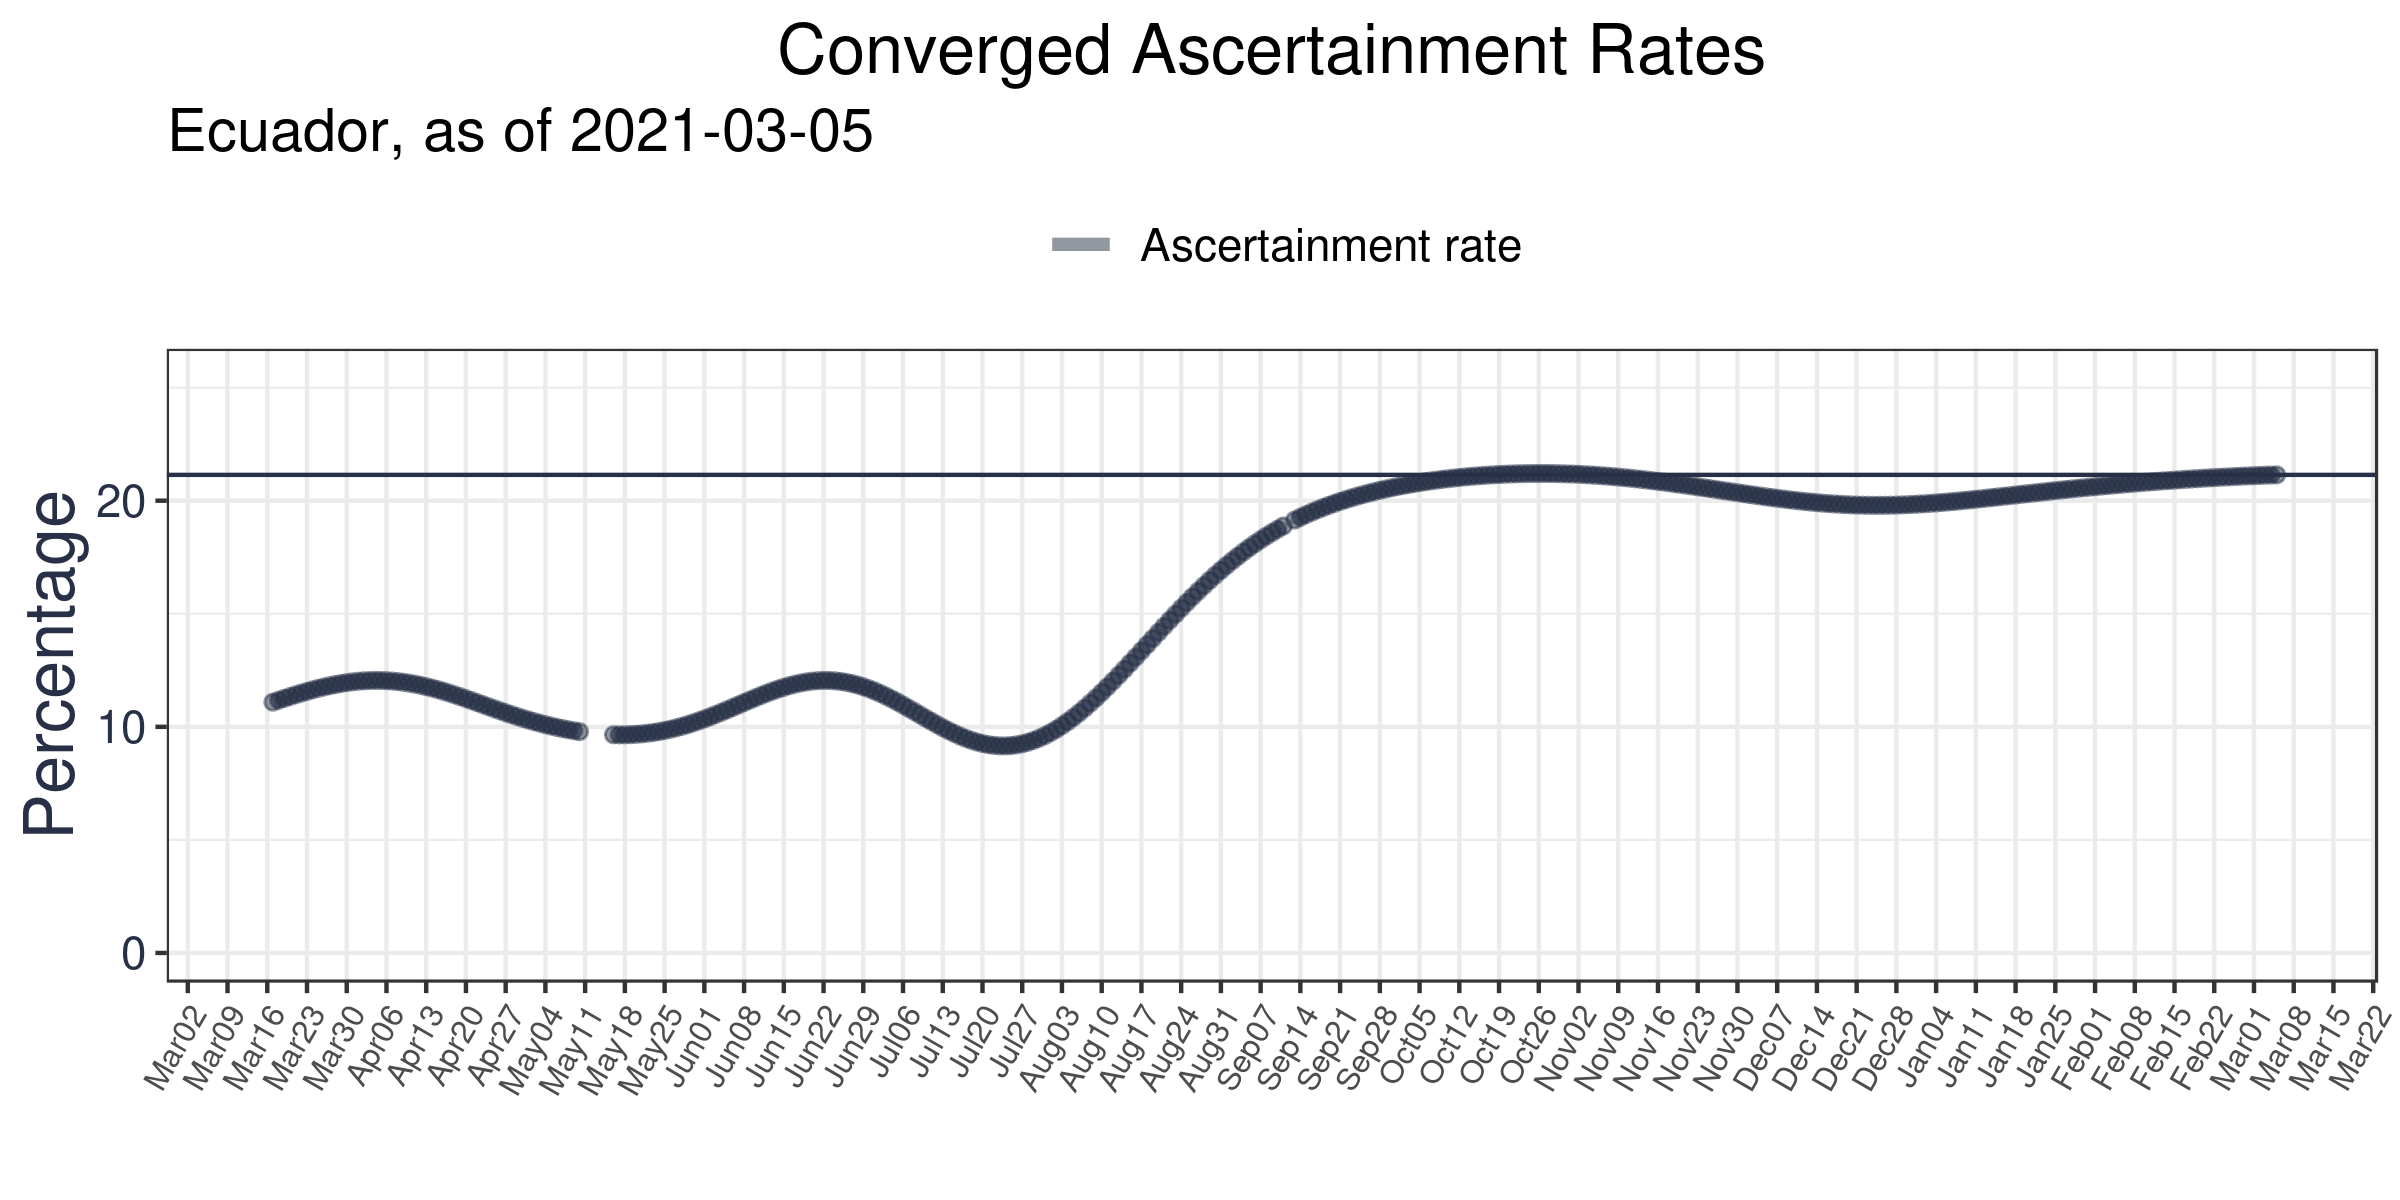 Converged Ascertainment Rates
Ecuador, as of 2021-03-05
Ascertainment rate
Percentage
20
10
0
Mar02
Mar09
Mar16
Mar23
Mar30
Apr06
Apr13
Apr20
Apr27
May04
May11
May18
May25
Jun01
Jun08
Jun15
Jun22
Jun29
Jul06
Jul13
Jul20
Jul27
Aug03
Aug10
Aug17
Aug24
Aug31
Sep07
Sep14
Sep21
Sep28
Oct05
Oct12
Oct19
Oct26
Nov02
Nov09
Nov16
Nov23
Nov30
Dec07
Dec14
Dec21
Dec28
Jan04
Jan11
Jan18
Jan25
Feb01
Feb08
Feb15
Feb22
Mar01
Mar08
Mar15
Mar22